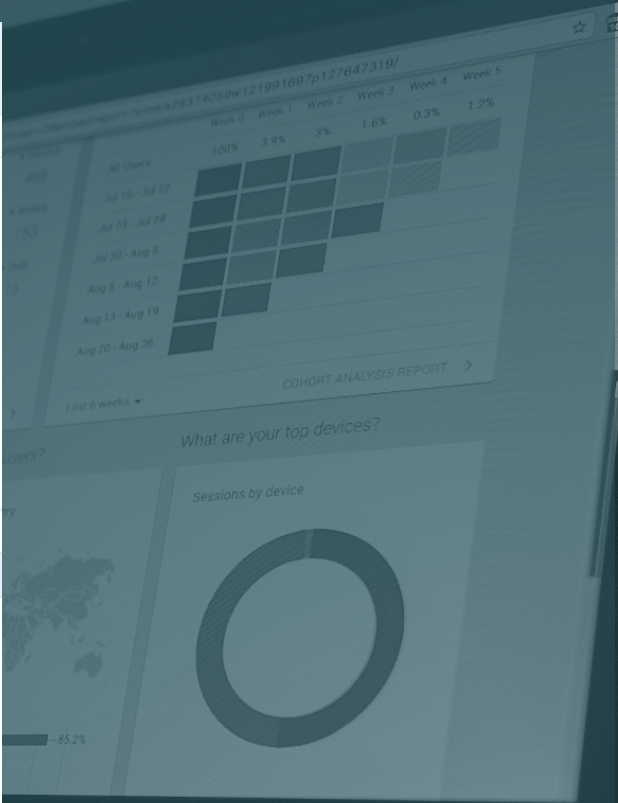 a28374069w121991697p127647319/
Week 0 Week 1 Week 2 Week 3 Week 4 Week 5
All Users 100% 3.9% 3% 1.6% 0.3% 1.2%
Jul 16 - Jul 22
Jul 23 - Jul 29
Jul 30 - Aug 5
Aug 6 - Aug 12
Aug 13 - Aug 19
Aug 20 - Aug 26
Last 6 weeks
COHORT ANALYSIS REPORT
users?
What are your top devices?
Sessions by device
85.2%